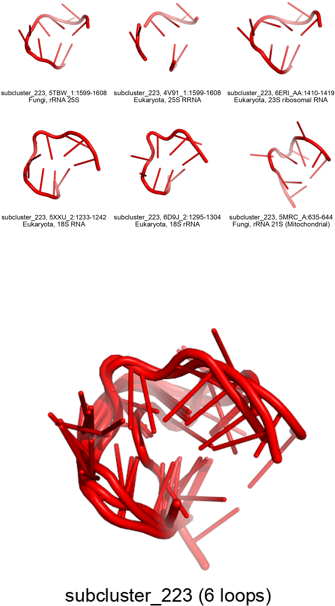 subcluster_223, 5TBW_1:1599-1608
Fungi, rRNA 25S
subcluster_223, 4V91_1:1599-1608
Eukaryota, 25S RRNA
subcluster_223, 6ERI_AA:1410-1419
Eukaryota, 23S ribosomal RNA
subcluster_223, 5XXU_2:1233-1242
Eukaryota, 18S RNA
subcluster_223, 6D9J_2:1295-1304
Eukaryota, 18S rRNA
subcluster_223, 5MRC_A:635-644
Fungi, rRNA 21S (Mitochondrial)
subcluster_223 (6 loops)